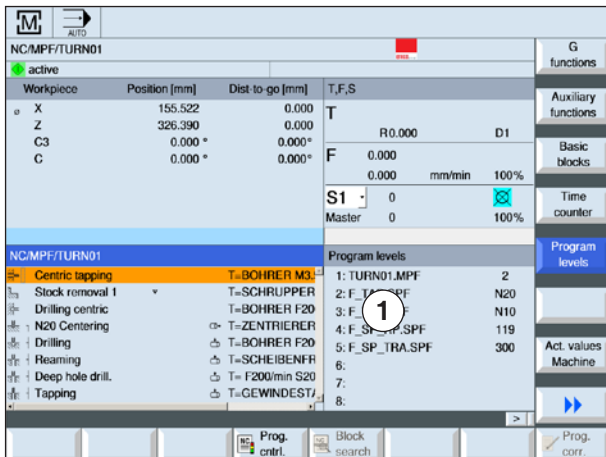 M
AUTO
NC/MPF/TURN01
active
G functions
Workpiece Position [mm] Dist-to-go [mm]
X 155.522 0.000
Z 326.390 0.000
C3 0.000 ° 0.000°
C 0.000 ° 0.000°
T,F,S
T
R0.000 D1
F 0.000
0.000 mm/min 100%
S1 0
Master 0 100%
Auxiliary functions
Basic blocks
Time counter
Program levels
Act. values Machine
NC/MPF/TURN01
Centric tapping T=BOHRER M3.
Stock removal 1 T=SCHRUPPER
Drilling centric T=BOHRER F20
N20 Centering T=ZENTRIERER
Drilling T=BOHRER F20
Reaming T=SCHEIBENFR
Deep hole drill. T= F200/min S20
Tapping T=GEWINDESTA
Program levels
1: TURN01.MPF 2
2: N20
3: N10
1
4: 119
5: F_SP_TRA.SPF 300
6:
7:
8:
>
NC Prog. cntrl.
NC Block search
Prog. corr.